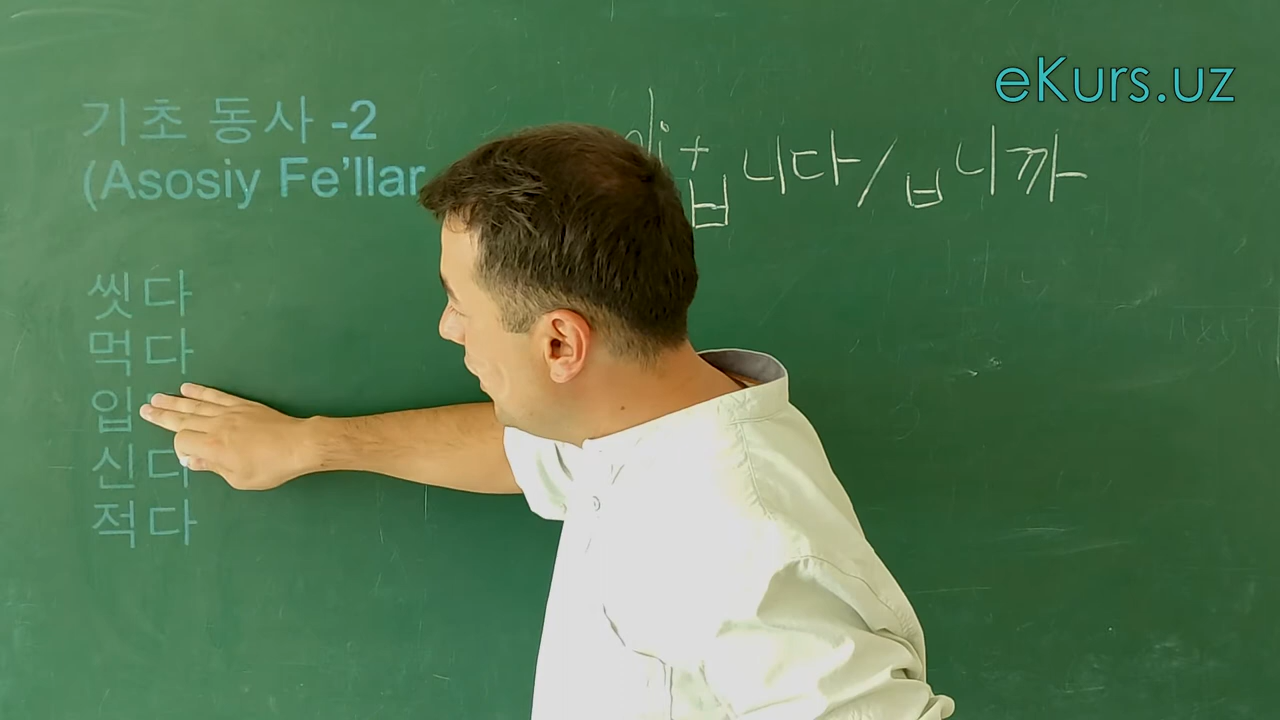 eKurs.uz
기초 동사 -2
(Asosiy Fe’llar
+ㅂ니다/ㅂ니까
씻다
먹다
입
신다
적다